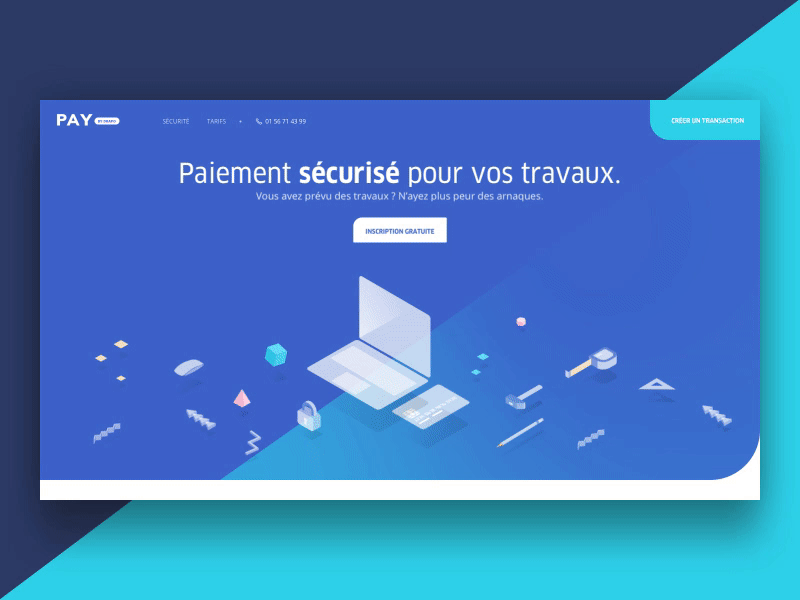 PAY
SÉCURITÉ
TARIFS
01 56 71 43 99
CRÉER UN TRANSACTION
Paiement sécurisé pour vos travaux.
Vous avez prévu des travaux ? N'ayez plus peur des arnaques.
INSCRIPTION GRATUITE